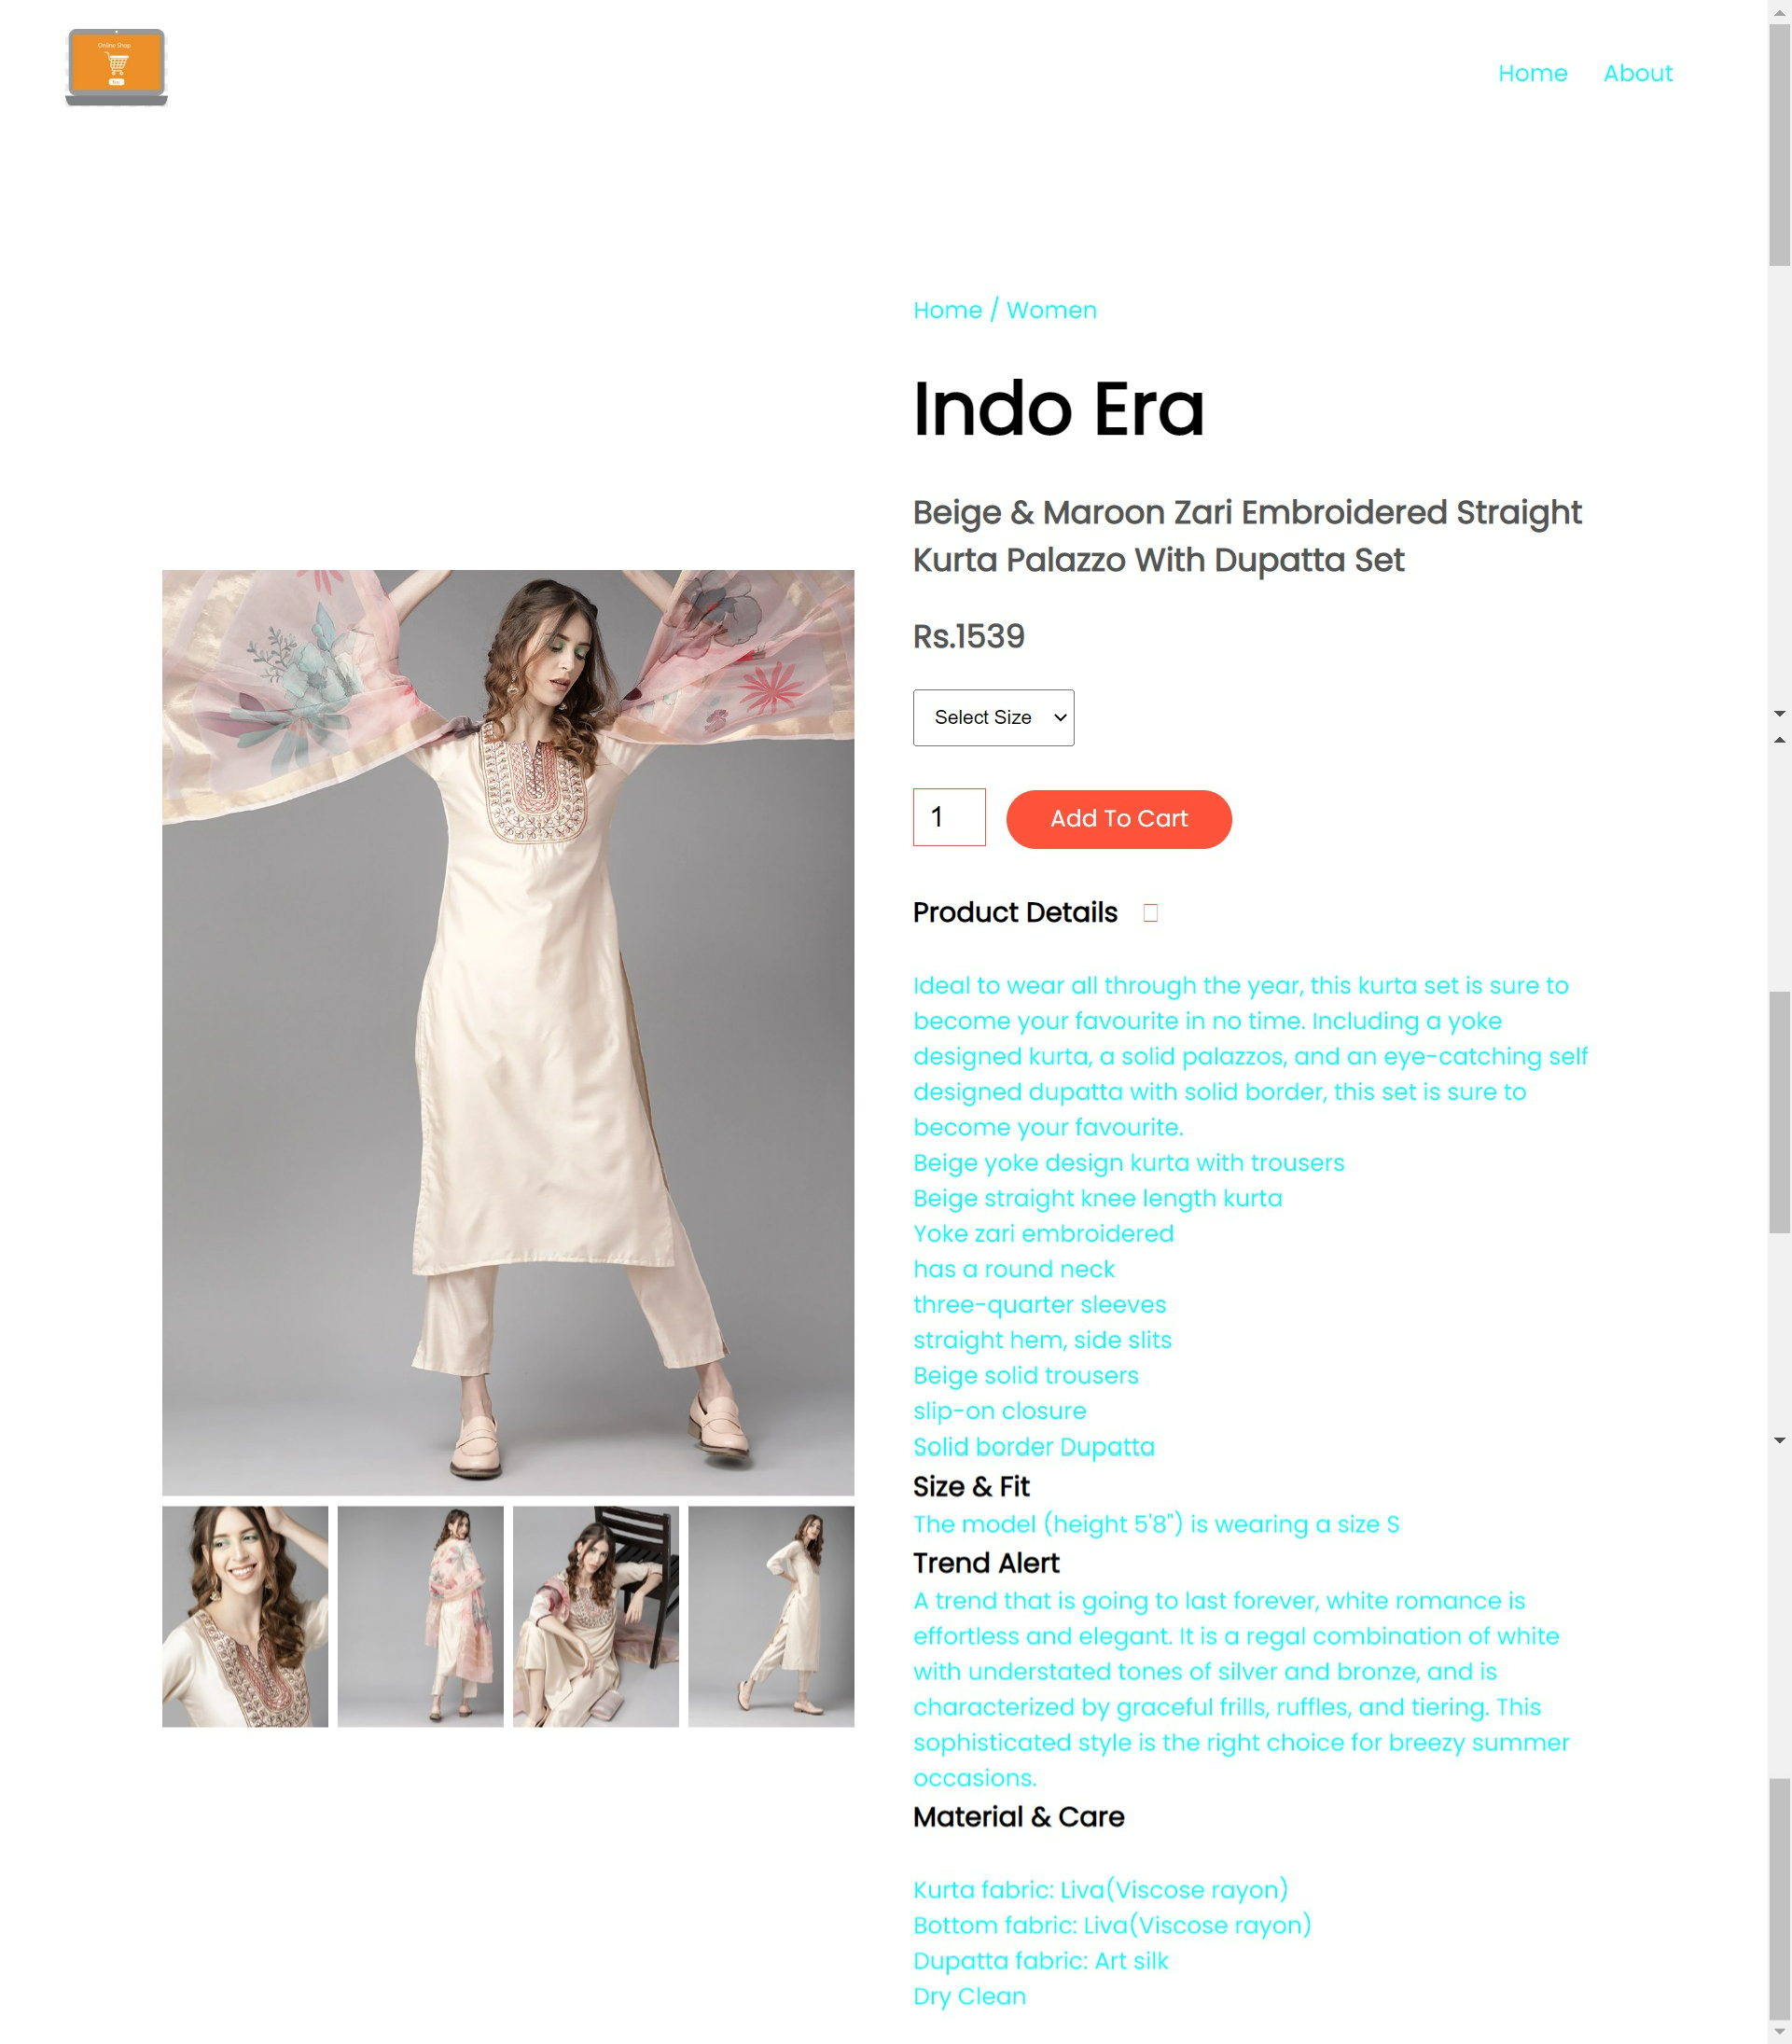 Online Shop
Buy
Home About
Home / Women
Indo Era
Beige & Maroon Zari Embroidered Straight
Kurta Palazzo With Dupatta Set
Rs.1539
Select Size
1 Add To Cart
Product Details
Ideal to wear all through the year, this kurta set is sure to
become your favourite in no time. Including a yoke
designed kurta, a solid palazzos, and an eye-catching self
designed dupatta with solid border, this set is sure to
become your favourite.
Beige yoke design kurta with trousers
Beige straight knee length kurta
Yoke zari embroidered
has a round neck
three-quarter sleeves
straight hem, side slits
Beige solid trousers
slip-on closure
Solid border Dupatta
Size & Fit
The model (height 5'8") is wearing a size S
Trend Alert
A trend that is going to last forever, white romance is
effortless and elegant. It is a regal combination of white
with understated tones of silver and bronze, and is
characterized by graceful frills, ruffles, and tiering. This
sophisticated style is the right choice for breezy summer
occasions.
Material & Care
Kurta fabric: Liva(Viscose rayon)
Bottom fabric: Liva(Viscose rayon)
Dupatta fabric: Art silk
Dry Clean